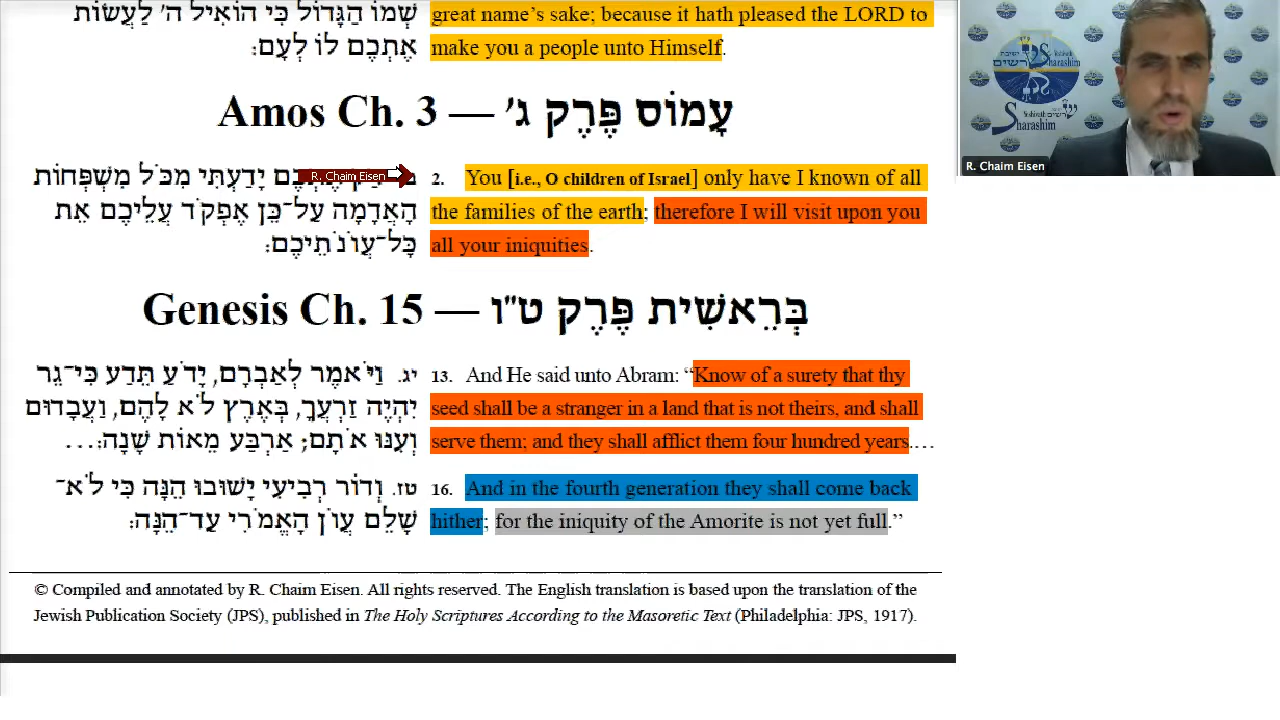 שְׁמוֹ הַגָּדוֹל כִּי הוֹאִיל ה' לַעֲשׂוֹת
אֶתְכֶם לוֹ לְעָם:
great name's sake; because it hath pleased the LORD to
make you a people unto Himself.
Amos Ch. 3 — עָמוֹס פֶּרֶק ג'
יָדַעְתִּי מִכֹּל מִשְׁפְּחוֹת
הָאֲדָמָה עַל־כֵּן אֶפְקֹד עֲלֵיכֶם אֵת
כָּל־עֲוֹנֹתֵיכֶם:
R. Chaim Eisen
2. You [i.e., O children of Israel] only have I known of all
the families of the earth; therefore I will visit upon you
all your iniquities.
Genesis Ch. 15 — בְּרֵאשִׁית פֶּרֶק ט"ו
יג. וַיֹּאמֶר לְאַבְרָם, יָדֹעַ תֵּדַע כִּי־גֵר
יִהְיֶה זַרְעֲךָ, בְּאֶרֶץ לֹא לָהֶם, וַעֲבָדוּם
וְעִנּוּ אֹתָם; אַרְבַּע מֵאוֹת שָׁנָה:...
13. And He said unto Abram: “Know of a surety that thy
seed shall be a stranger in a land that is not theirs, and shall
serve them; and they shall afflict them four hundred years....
טז. וְדוֹר רְבִיעִי יָשׁוּבוּ הֵנָּה כִּי לֹא־
שָׁלֵם עֲוֹן הָאֱמֹרִי עַד־הֵנָּה:
16. And in the fourth generation they shall come back
hither; for the iniquity of the Amorite is not yet full.”
© Compiled and annotated by R. Chaim Eisen. All rights reserved. The English translation is based upon the translation of the
Jewish Publication Society (JPS), published in The Holy Scriptures According to the Masoretic Text (Philadelphia: JPS, 1917).
Sharashim
שרשים
Sharashim
R. Chaim Eisen